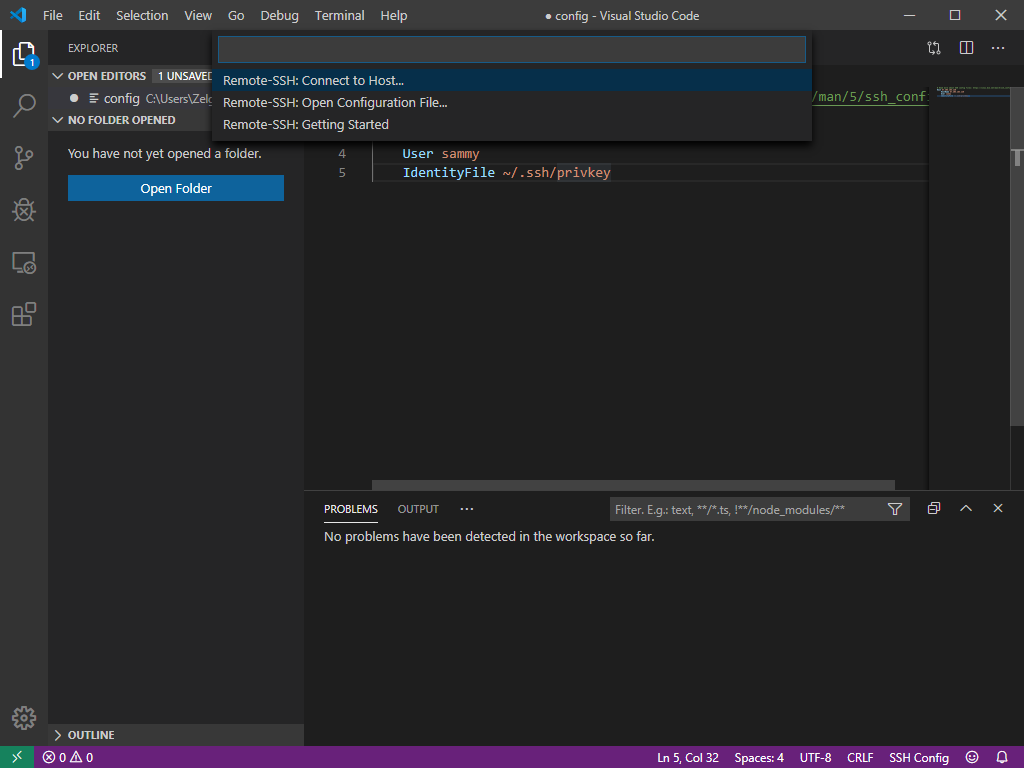 File Edit Selection View Go Debug Terminal Help ● config - Visual Studio Code
EXPLORER
OPEN EDITORS 1 UNSAVED
config C:\Users\Zelg
NO FOLDER OPENED
You have not yet opened a folder.
Open Folder
Remote-SSH: Connect to Host...
Remote-SSH: Open Configuration File...
Remote-SSH: Getting Started
/man/5/ssh_confi
4 User sammy
5 IdentityFile ~/.ssh/privkey
1
PROBLEMS OUTPUT ···
Filter. E.g.: text, **/*.ts, !**/node_modules/**
No problems have been detected in the workspace so far.
OUTLINE
0 0 Ln 5, Col 32 Spaces: 4 UTF-8 CRLF SSH Config